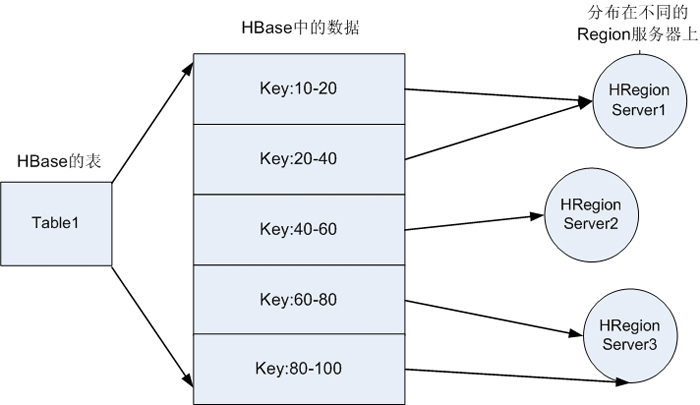 HBase中的数据
分布在不同的
Region服务器上
HBase的表
Table1
Key:10-20
Key:20-40
Key:40-60
Key:60-80
Key:80-100
HRegion
Server1
HRegion
Server2
HRegion
Server3